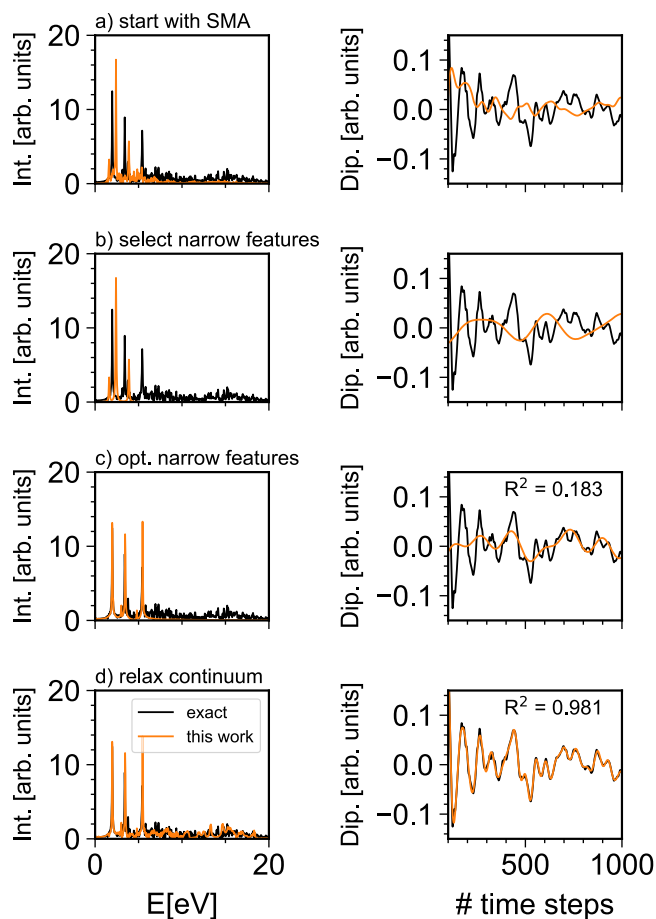 a) start with SMA
20
10
0
Int. [arb. units]
0.1
0.0
−0.1
Dip. [arb. units]
b) select narrow features
20
10
0
Int. [arb. units]
0.1
0.0
−0.1
Dip. [arb. units]
c) opt. narrow features
20
10
0
Int. [arb. units]
R² = 0.183
0.1
0.0
−0.1
Dip. [arb. units]
d) relax continuum
20
10
0
Int. [arb. units]
exact
this work
0 20
E[eV]
R² = 0.981
0.1
0.0
−0.1
Dip. [arb. units]
500 1000
# time steps